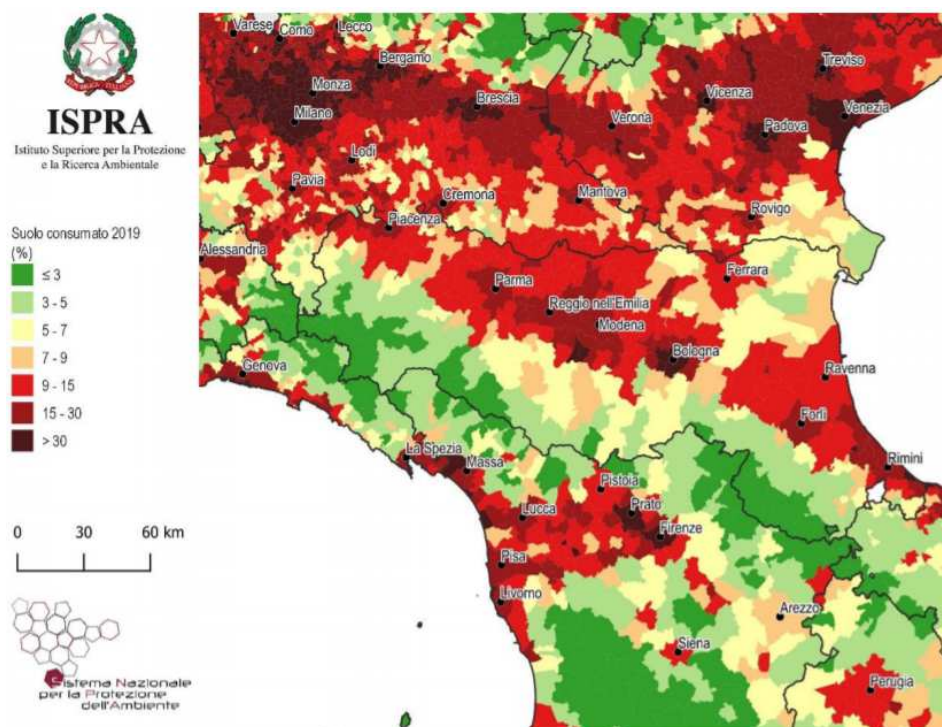 REPVBBLICA ITALIANA
ISPRA
Istituto Superiore per la Protezione
e la Ricerca Ambientale
Suolo consumato 2019
(%)
≤ 3
3 - 5
5 - 7
7 - 9
9 - 15
15 - 30
> 30
0 30 60 km
Sistema Nazionale
per la Protezione
dell'Ambiente
Varese
Como
Lecco
Bergamo
Treviso
Monza
Brescia
Vicenza
Venezia
Milano
Verona
Padova
Lodi
Pavia
Cremona
Mantova
Rovigo
Piacenza
Alessandria
Parma
Ferrara
Reggio nell'Emilia
Modena
Bologna
Genova
Ravenna
Forlì
La Spezia
Massa
Rimini
Pistoia
Lucca
Prato
Firenze
Pisa
Livorno
Arezzo
Siena
Perugia